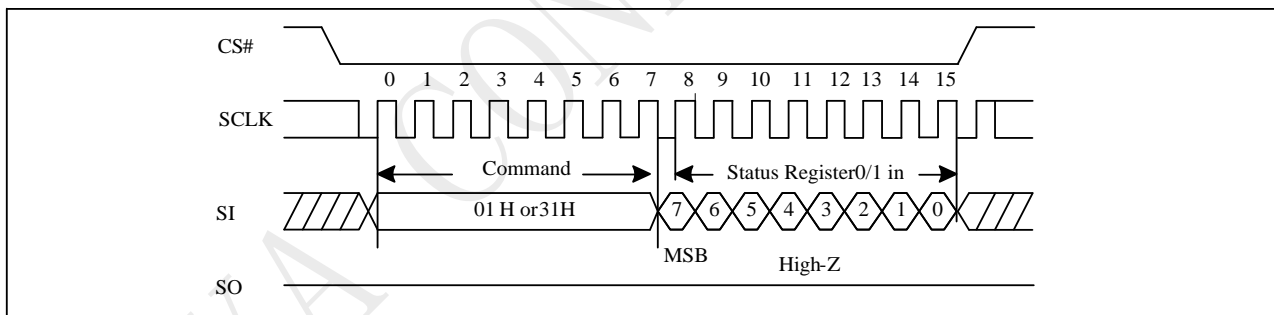 CS#
0 1 2 3 4 5 6 7 8 9 10 11 12 13 14 15
SCLK
Command
Status Register0/1 in
SI
01 H or31H
7 6 5 4 3 2 1 0
MSB
High-Z
SO